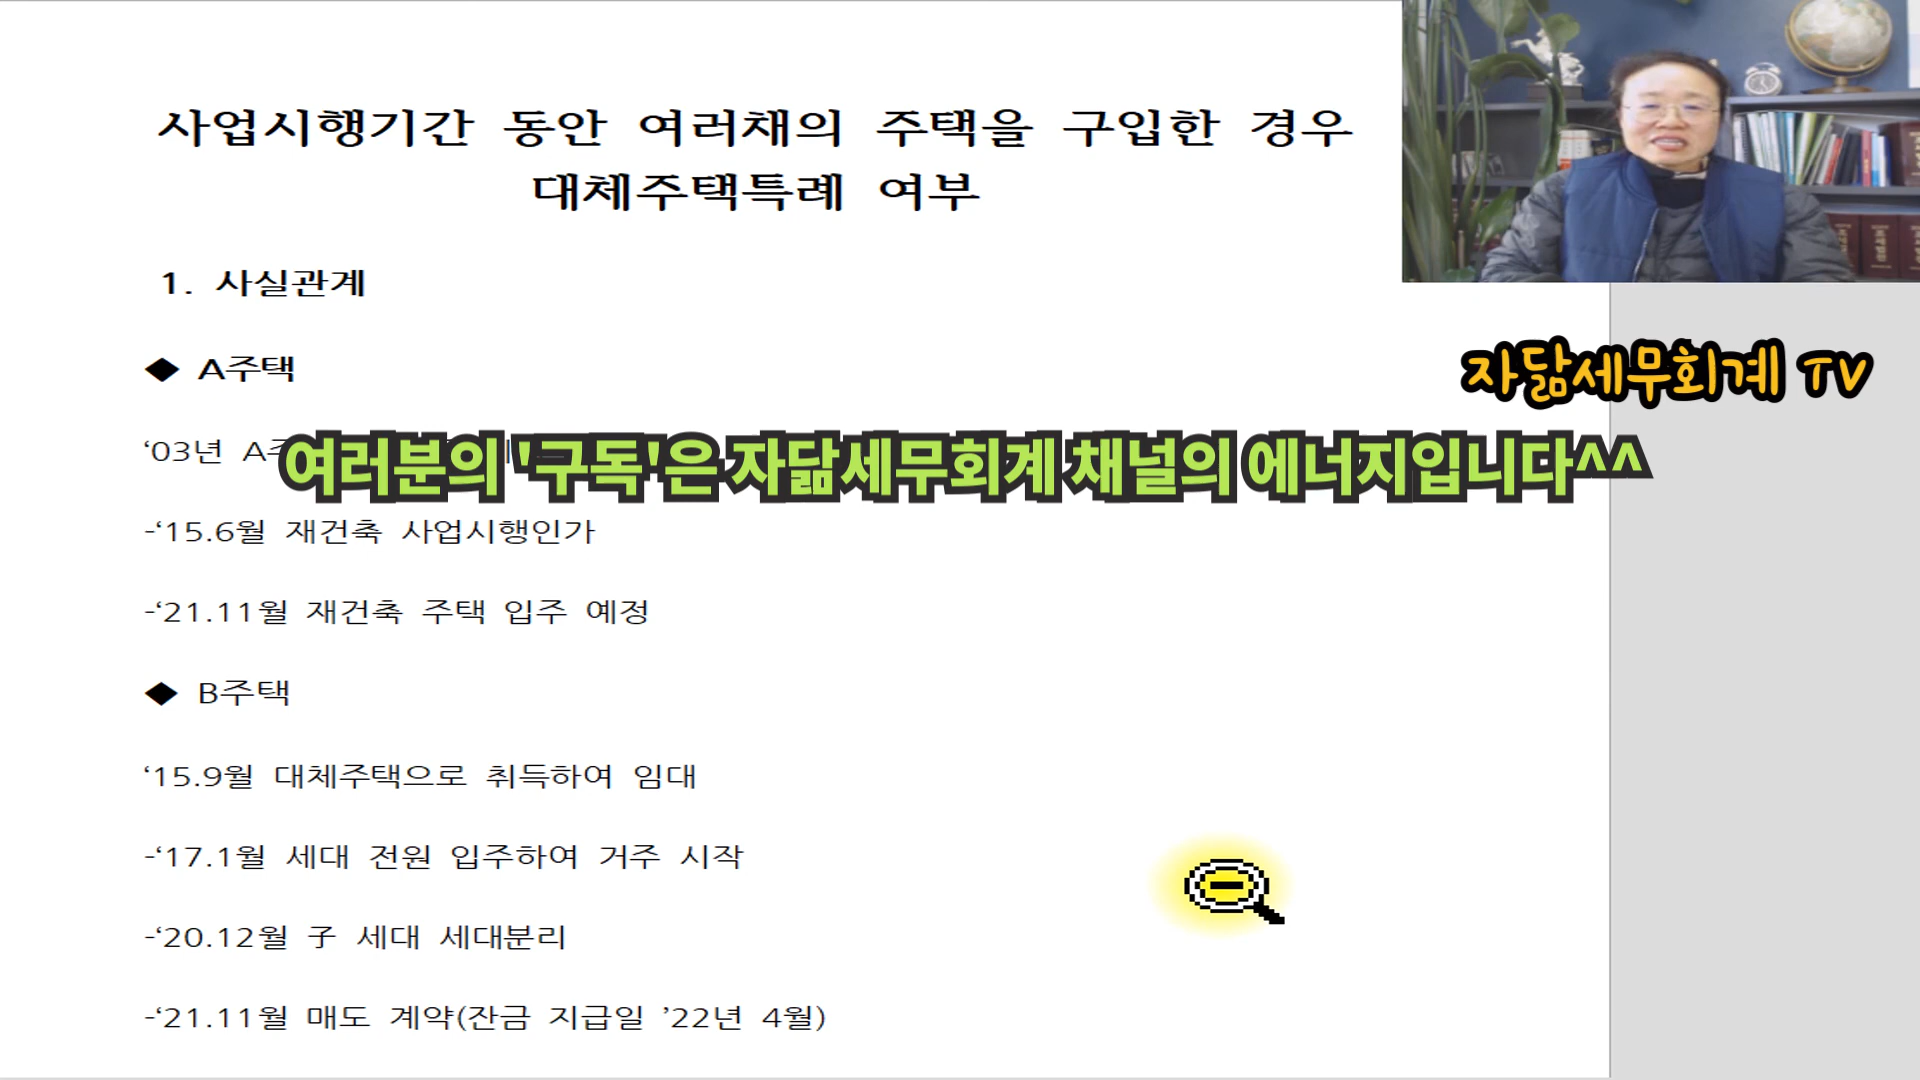 사업시행기간 동안 여러채의 주택을 구입한 경우
대체주택특례 여부
1. 사실관계
◆ A주택
자닮세무회계 TV
‘03년
여러분의 '구독'은 자닮세무회계 채널의 에너지입니다^^
-‘15.6월 재건축 사업시행인가
-‘21.11월 재건축 주택 입주 예정
◆ B주택
‘15.9월 대체주택으로 취득하여 임대
-‘17.1월 세대 전원 입주하여 거주 시작
-‘20.12월 子 세대 세대분리
-‘21.11월 매도 계약(잔금 지급일 ’22년 4월)